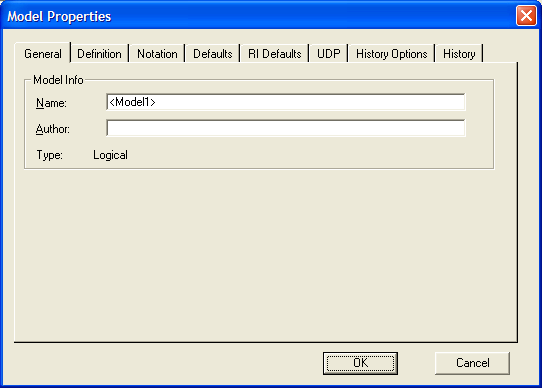 Model Properties
General Definition Notation Defaults RI Defaults UDP History Options History
Model Info
Name: <Model1>
Author:
Type: Logical
OK Cancel